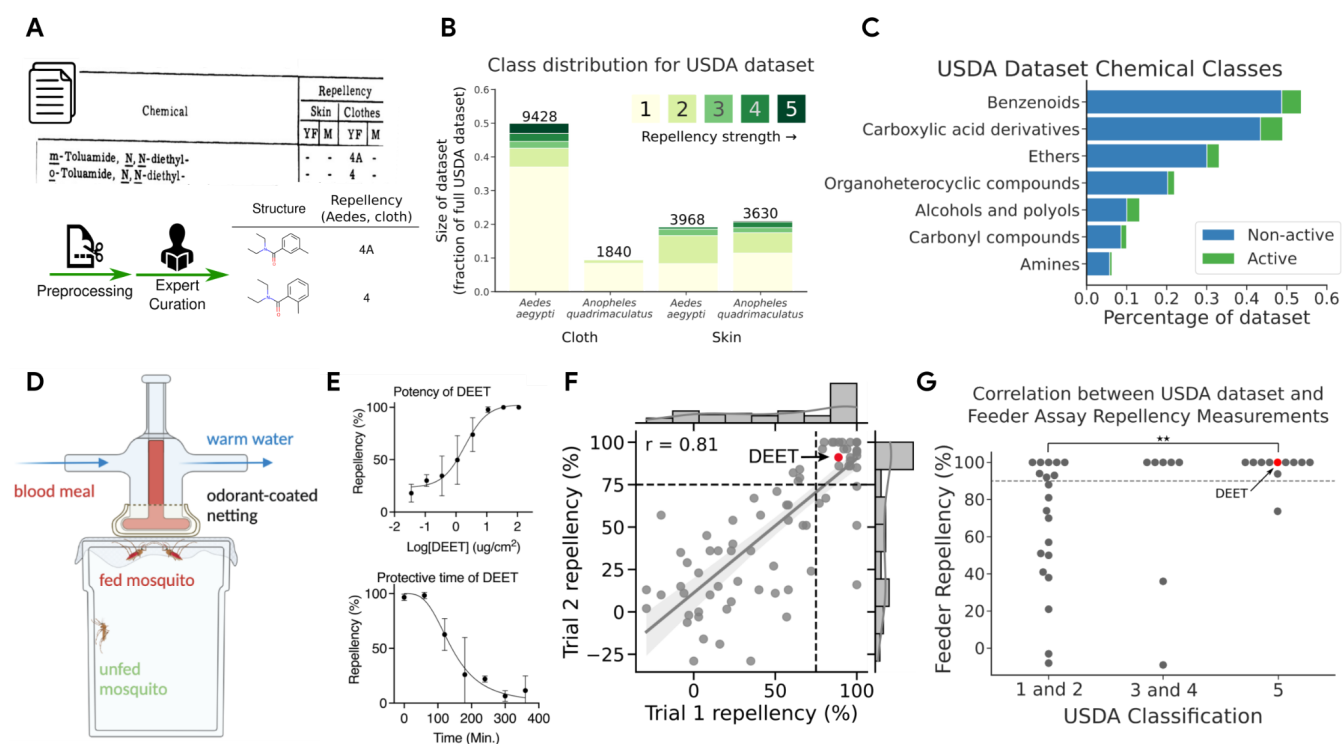 A
Repellency
Chemical
Skin Clothes
YF M YF M
m-Toluamide, N,N-diethyl- - - 4A -
o-Toluamide, N,N-diethyl- - - 4 -
Structure
Repellency
(Aedes, cloth)
4A
4
Preprocessing
Expert
Curation
B
Class distribution for USDA dataset
Size of dataset
(fraction of full USDA dataset)
0.6
0.5
0.4
0.3
0.2
0.1
0.0
1 2 3 4 5
Repellency strength →
9428
1840
3968
3630
Aedes
aegypti
Anopheles
quadrimaculatus
Aedes
aegypti
Anopheles
quadrimaculatus
Cloth
Skin
C
USDA Dataset Chemical Classes
Benzenoids
Carboxylic acid derivatives
Ethers
Organoheterocyclic compounds
Alcohols and polyols
Carbonyl compounds
Amines
Non-active
Active
0.0 0.1 0.2 0.3 0.4 0.5 0.6
Percentage of dataset
D
warm water
blood meal
odorant-coated
netting
fed mosquito
unfed
mosquito
E
Potency of DEET
Repellency (%)
100
50
0
-2 -1 0 1 2
Log[DEET] (ug/cm²)
Protective time of DEET
Repellency (%)
100
50
0
0 100 200 300 400
Time (Min.)
F
r = 0.81
DEET
Trial 2 repellency (%)
100
75
50
25
0
−25
0 50 75 100
Trial 1 repellency (%)
G
Correlation between USDA dataset and
Feeder Assay Repellency Measurements
★★
Feeder Repellency (%)
100
80
60
40
20
0
DEET
1 and 2 3 and 4 5
USDA Classification